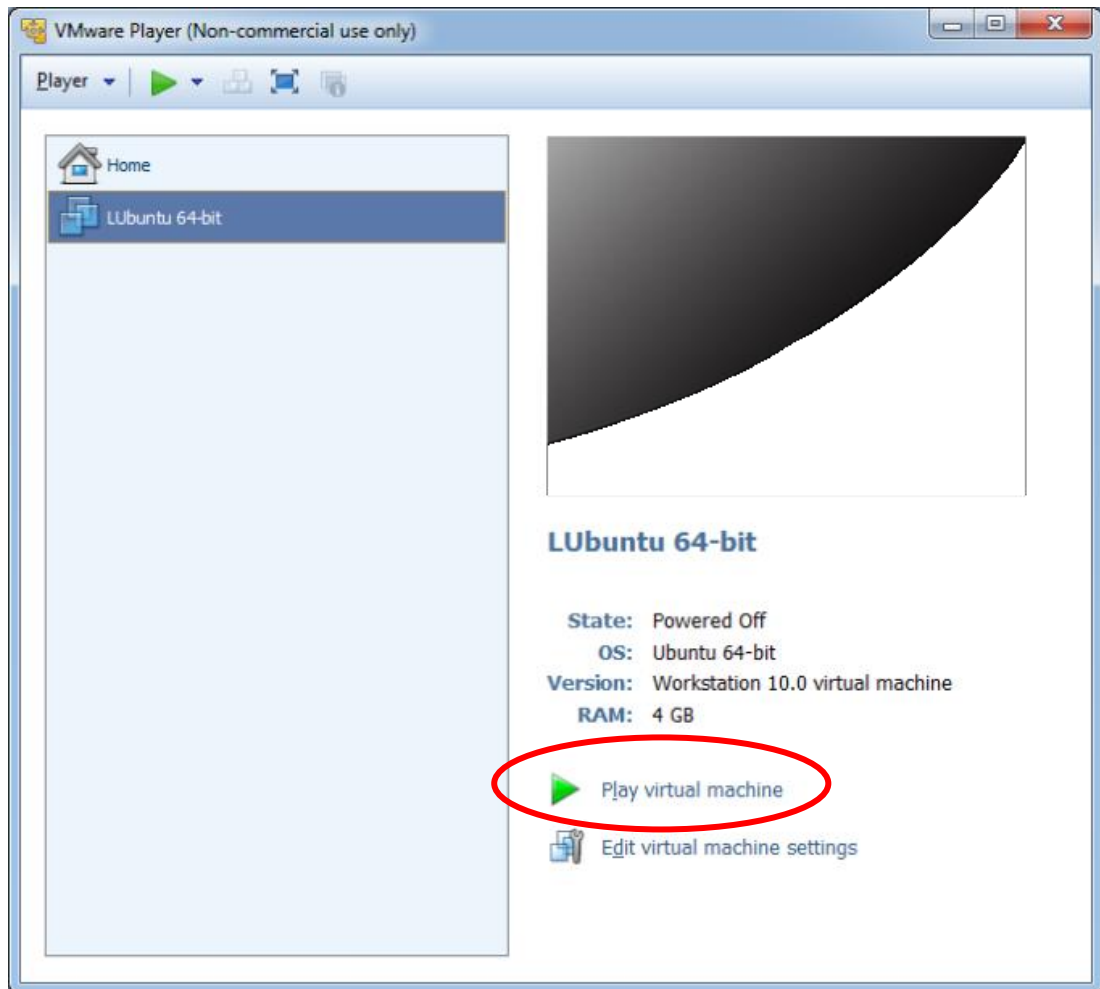 VMware Player (Non-commercial use only)
Player
Home
LUbuntu 64-bit
LUbuntu 64-bit
State: Powered Off
OS: Ubuntu 64-bit
Version: Workstation 10.0 virtual machine
RAM: 4 GB
Play virtual machine
Edit virtual machine settings